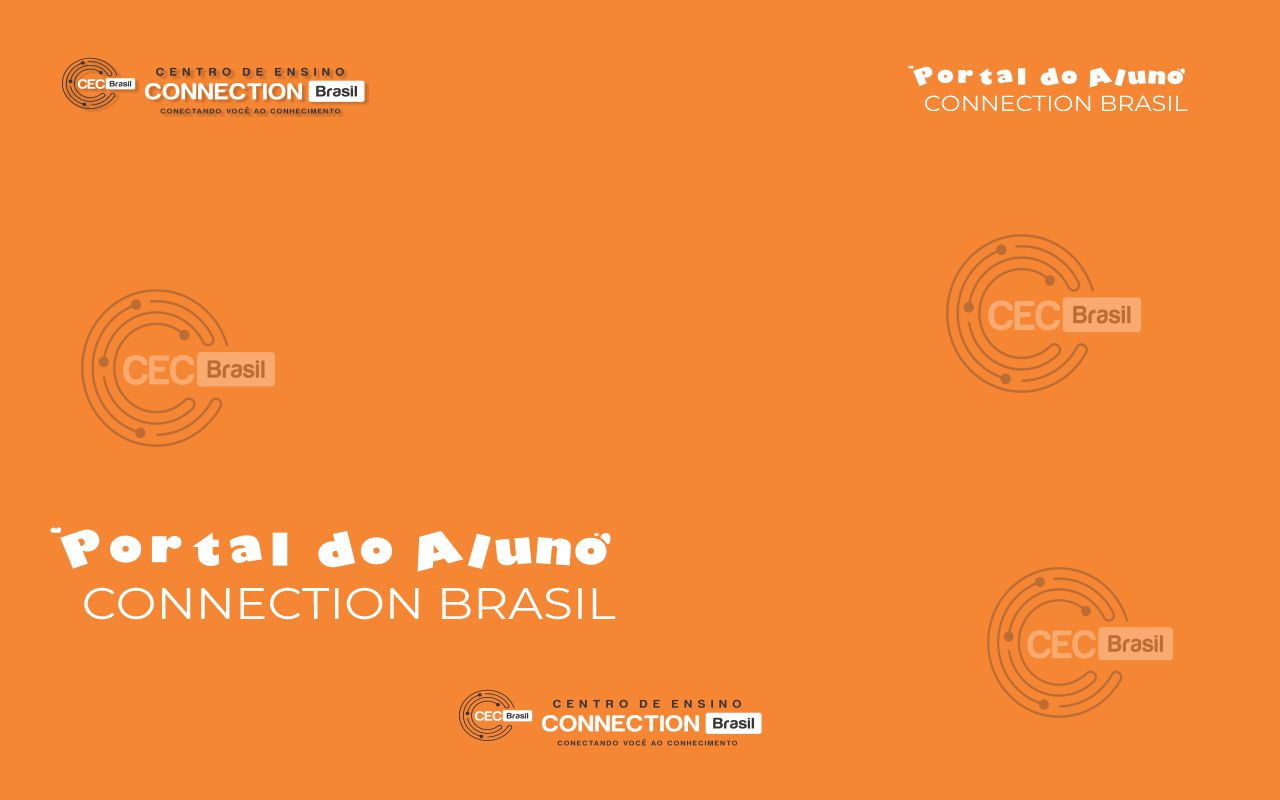 CEC Brasil
CENTRO DE ENSINO
CONNECTION Brasil
CONECTANDO VOCÊ AO CONHECIMENTO
Portal do Aluno
CONNECTION BRASIL
CEC Brasil
CEC Brasil
Portal do Aluno
CONNECTION BRASIL
CEC Brasil
CEC Brasil
CENTRO DE ENSINO
CONNECTION Brasil
CONECTANDO VOCÊ AO CONHECIMENTO